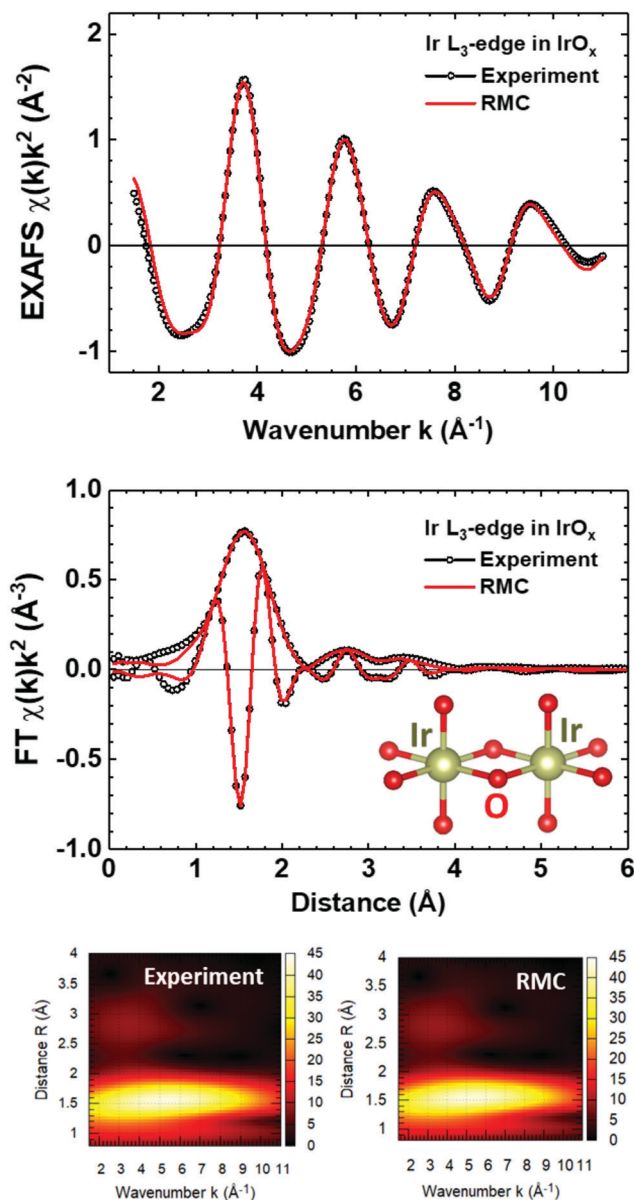 Ir L₃-edge in IrOₓ
Experiment
RMC
EXAFS χ(k)k² (Å⁻²)
2
1
0
-1
2 4 6 8 10
Wavenumber k (Å⁻¹)
Ir L₃-edge in IrOₓ
Experiment
RMC
FT χ(k)k² (Å⁻³)
1.0
0.5
0.0
-0.5
-1.0
Ir Ir
O
0 1 2 3 4 5 6
Distance (Å)
Experiment
Distance R (Å)
4
3.5
3
2.5
2
1.5
1
45
40
35
30
25
20
15
10
5
0
2 3 4 5 6 7 8 9 10 11
Wavenumber k (Å⁻¹)
RMC
Distance R (Å)
4
3.5
3
2.5
2
1.5
1
45
40
35
30
25
20
15
10
5
0
2 3 4 5 6 7 8 9 10 11
Wavenumber k (Å⁻¹)